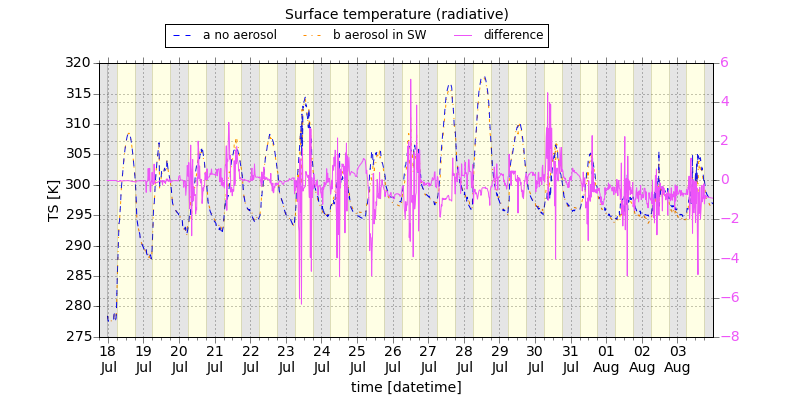 Surface temperature (radiative)
a no aerosol b aerosol in SW difference
320 6
315
310 4
305 2
300 0
295 −2
290
285 −4
280 −6
275 −8
TS [K]
18 19 20 21 22 23 24 25 26 27 28 29 30 31 01 02 03
Jul Jul Jul Jul Jul Jul Jul Jul Jul Jul Jul Jul Jul Jul Aug Aug Aug
time [datetime]